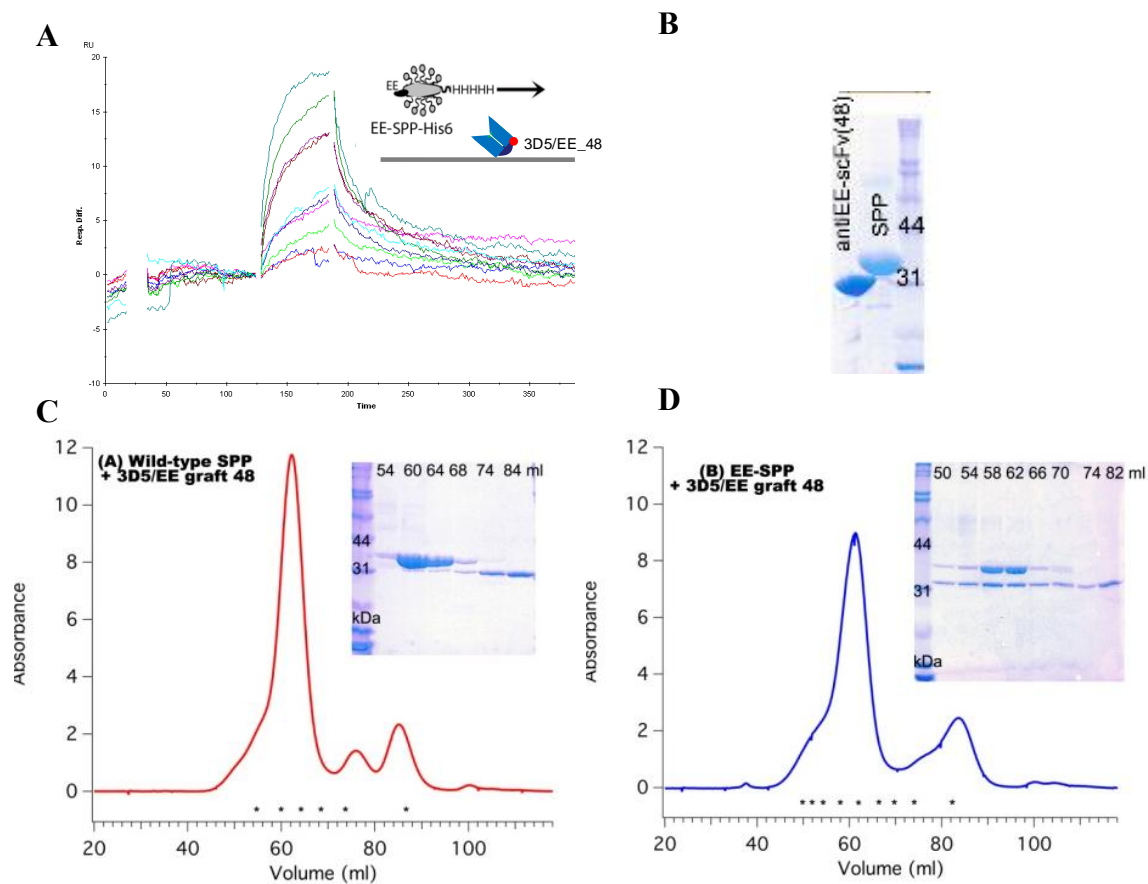 A
RU
20
15
10
5
0
-5
-10
Resp. Diff.
0 50 100 150 200 250 300 350
Time
EE
HHHHH
EE-SPP-His6
3D5/EE_48
B
antiEE-scFv(48)
SPP
44
31
C
(A) Wild-type SPP
+ 3D5/EE graft 48
54 60 64 68 74 84 ml
44
31
kDa
12
10
8
6
4
2
0
Absorbance
* * * * * *
20 40 60 80 100
Volume (ml)
D
(B) EE-SPP
+ 3D5/EE graft 48
50 54 58 62 66 70 74 82 ml
44
31
kDa
12
10
8
6
4
2
0
Absorbance
* * * * * * * * *
20 40 60 80 100
Volume (ml)